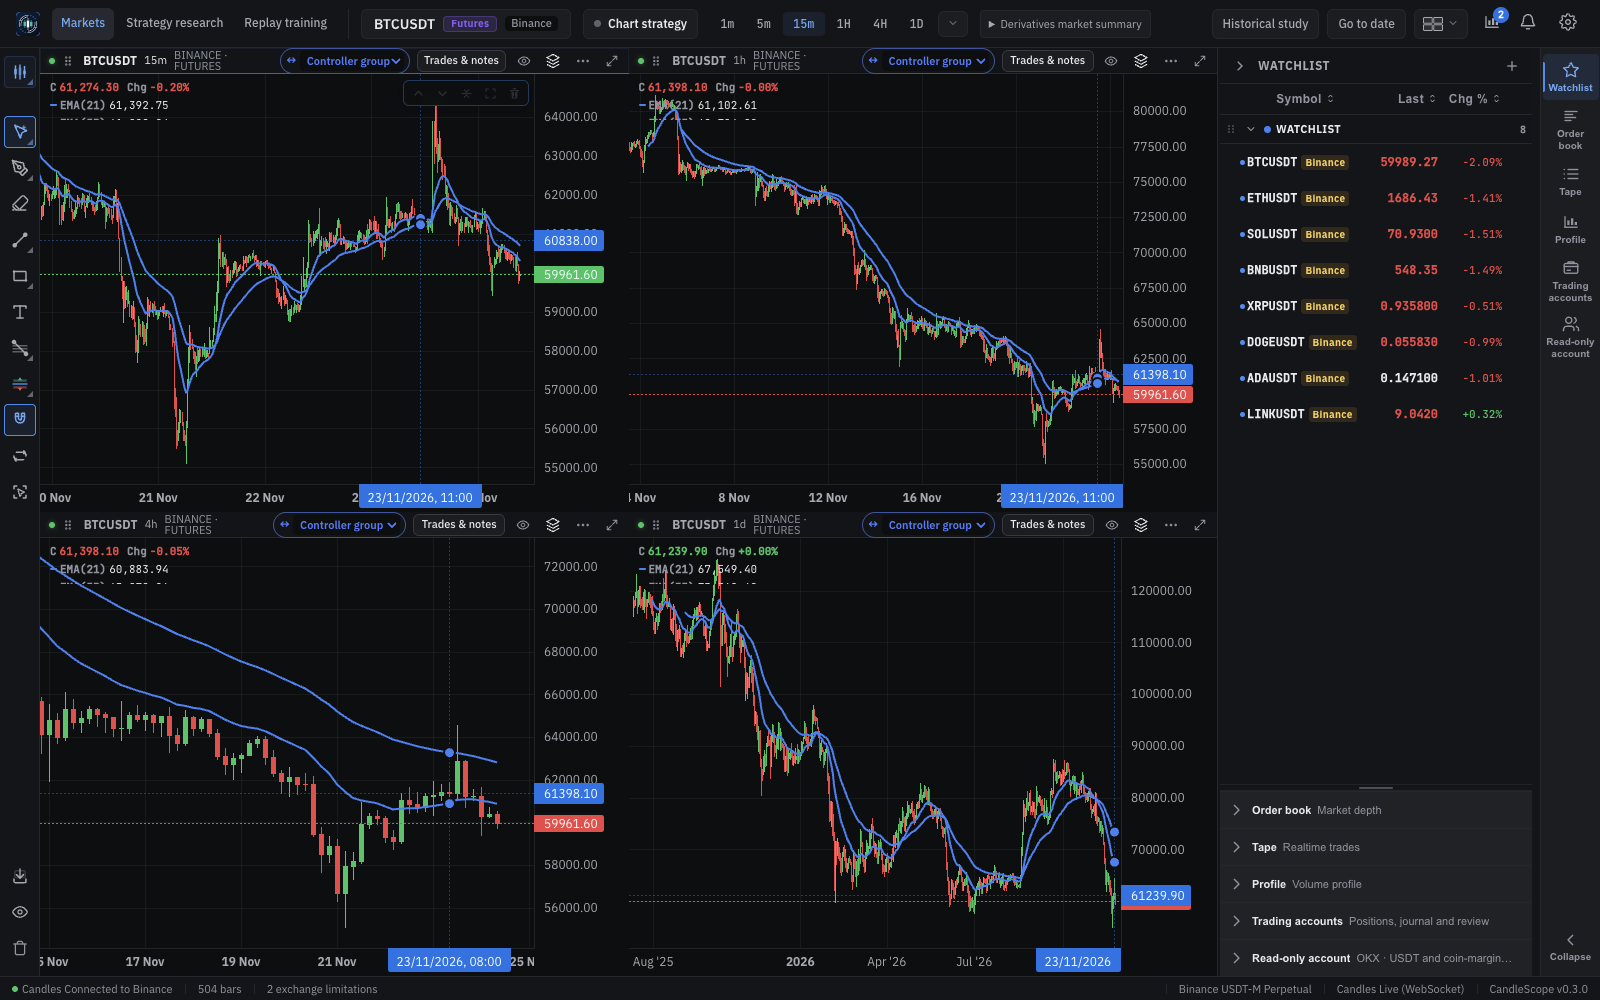 Markets Strategy research Replay training BTCUSDT Futures Binance Chart strategy 1m 5m 15m 1H 4H 1D Derivatives market summary Historical study Go to date 2
BTCUSDT 15m BINANCE · FUTURES Controller group Trades & notes
C 61,274.30 Chg -0.20%
EMA(21) 61,392.75
64000.00
63000.00
62000.00
60838.00
59961.60
59000.00
58000.00
57000.00
56000.00
55000.00
0 Nov 21 Nov 22 Nov 23/11/2026, 11:00
BTCUSDT 1h BINANCE · FUTURES Controller group Trades & notes
C 61,398.10 Chg -0.00%
EMA(21) 61,102.61
80000.00
77500.00
75000.00
72500.00
70000.00
67500.00
65000.00
62500.00
61398.10
59961.60
57500.00
55000.00
4 Nov 8 Nov 12 Nov 16 Nov 23/11/2026, 11:00
BTCUSDT 4h BINANCE · FUTURES Controller group Trades & notes
C 61,398.10 Chg -0.05%
EMA(21) 60,883.94
72000.00
70000.00
68000.00
66000.00
64000.00
62000.00
61398.10
59961.60
58000.00
56000.00
5 Nov 17 Nov 19 Nov 21 Nov 23/11/2026, 08:00 25 N
BTCUSDT 1d BINANCE · FUTURES Controller group Trades & notes
C 61,239.90 Chg +0.00%
EMA(21) 67,549.40
120000.00
110000.00
100000.00
90000.00
80000.00
70000.00
61239.90
Aug '25 2026 Apr '26 Jul '26 23/11/2026
WATCHLIST
Symbol Last Chg %
WATCHLIST 8
BTCUSDT Binance 59989.27 -2.09%
ETHUSDT Binance 1686.43 -1.41%
SOLUSDT Binance 70.9300 -1.51%
BNBUSDT Binance 548.35 -1.49%
XRPUSDT Binance 0.935800 -0.51%
DOGEUSDT Binance 0.055830 -0.99%
ADAUSDT Binance 0.147100 -1.01%
LINKUSDT Binance 9.0420 +0.32%
Order book Market depth
Tape Realtime trades
Profile Volume profile
Trading accounts Positions, journal and review
Read-only account OKX · USDT and coin-margin...
Watchlist
Order book
Tape
Profile
Trading accounts
Read-only account
Collapse
Candles Connected to Binance 504 bars 2 exchange limitations Binance USDT-M Perpetual Candles Live (WebSocket) CandleScope v0.3.0